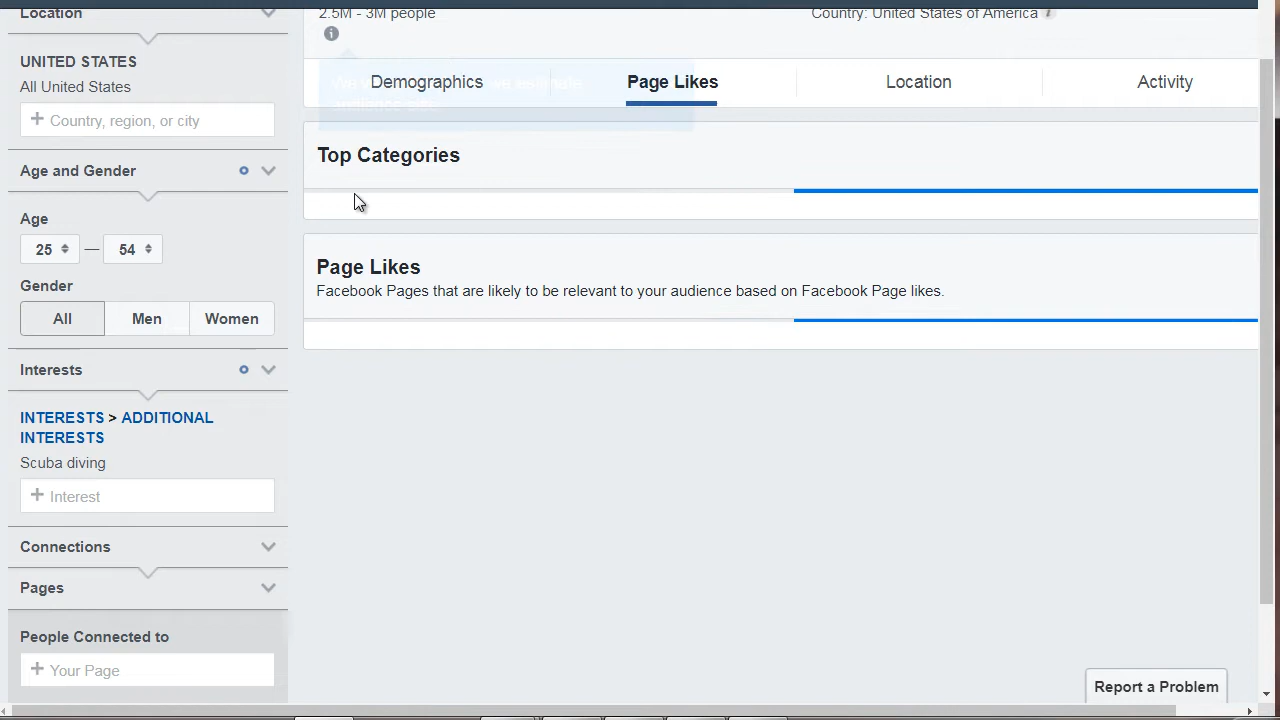 Location
2.5M - 3M people
Country: United States of America
UNITED STATES
All United States
Country, region, or city
Demographics
Page Likes
Location
Activity
Age and Gender
Top Categories
Age
25 — 54
Gender
All
Men
Women
Page Likes
Facebook Pages that are likely to be relevant to your audience based on Facebook Page likes.
Interests
INTERESTS > ADDITIONAL
INTERESTS
Scuba diving
Interest
Connections
Pages
People Connected to
Your Page
Report a Problem